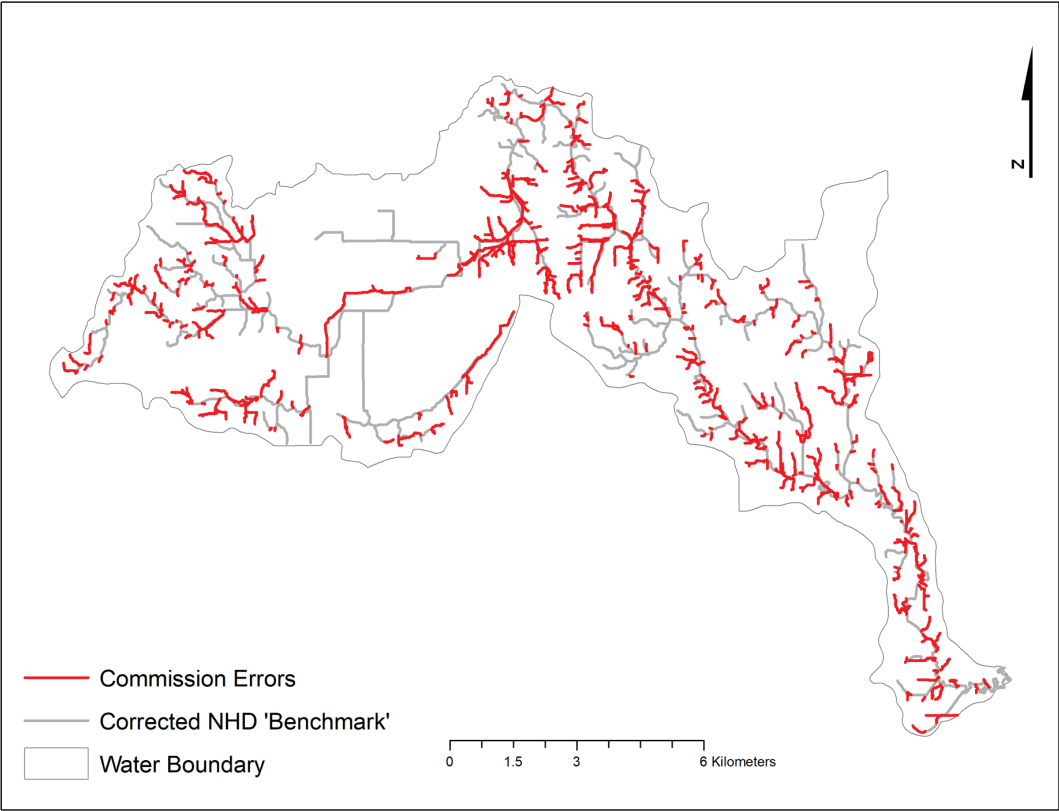 N
Commission Errors
Corrected NHD 'Benchmark'
Water Boundary
0 1.5 3 6 Kilometers